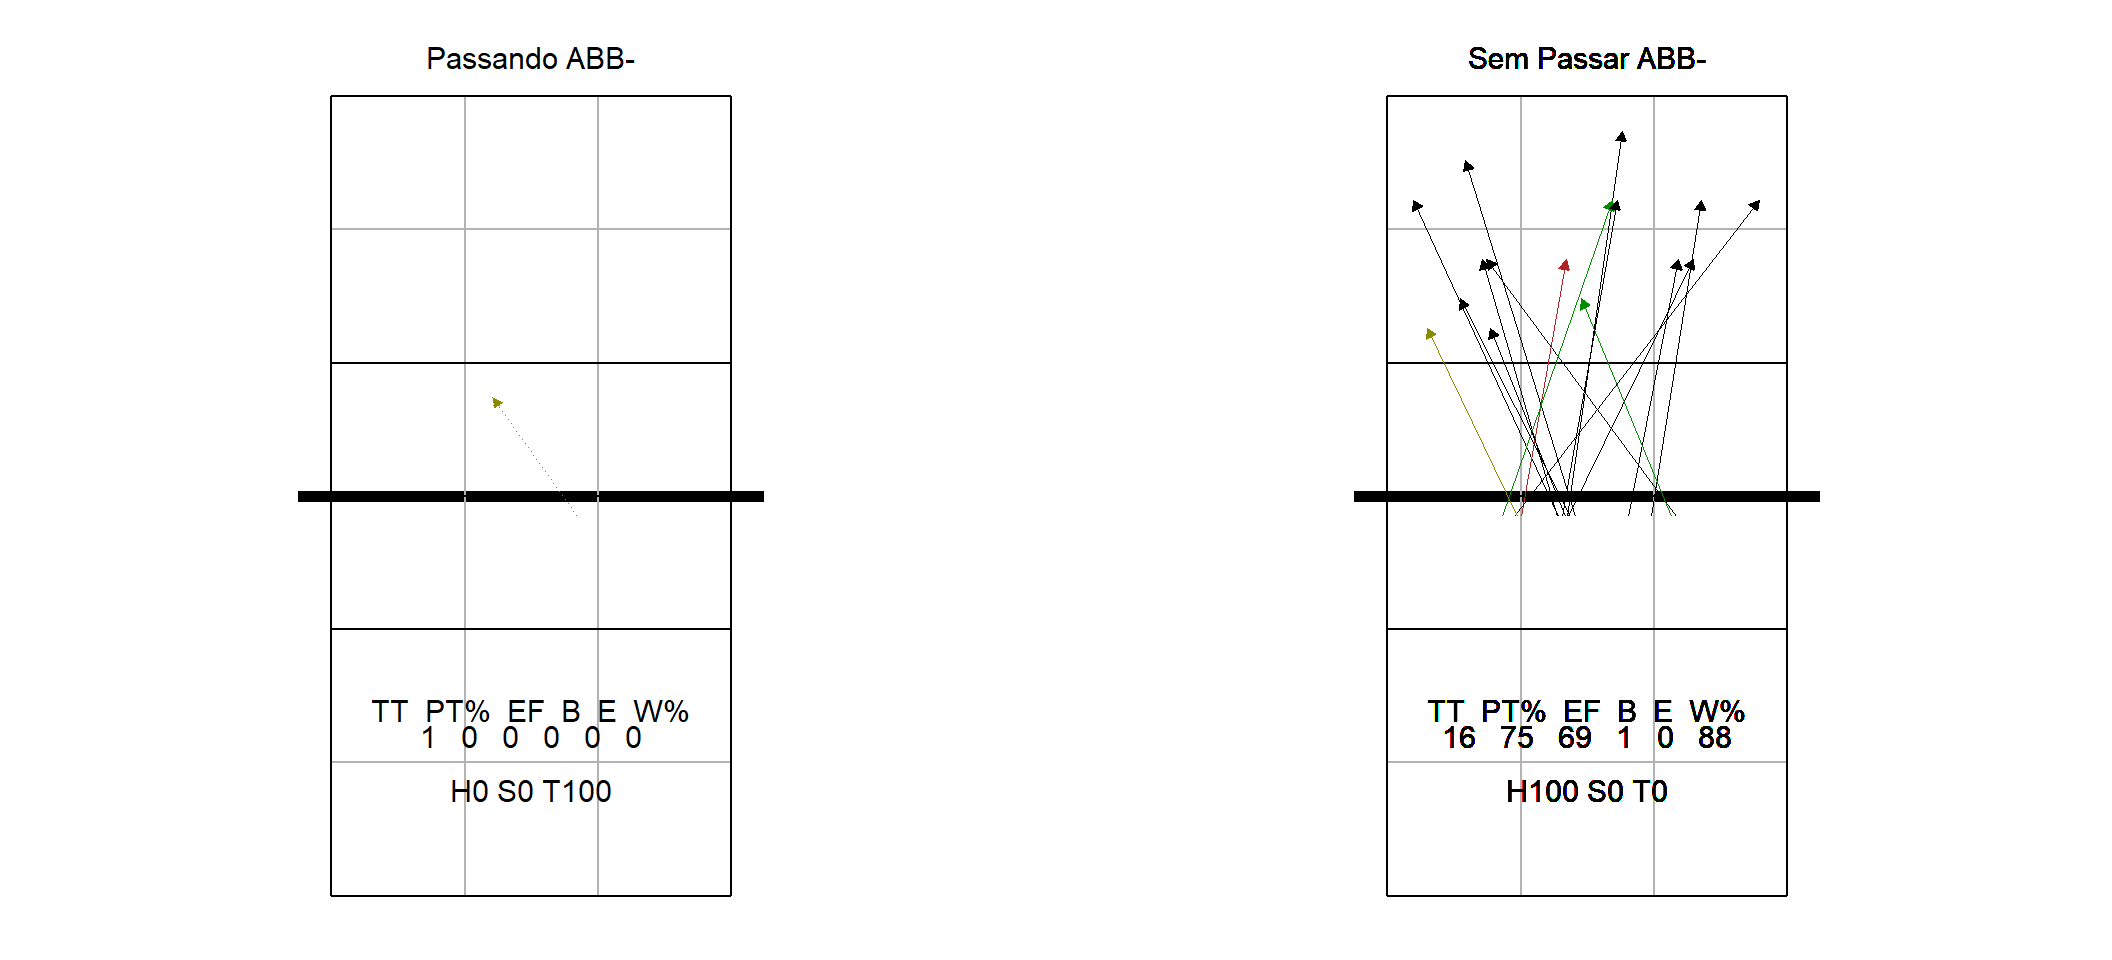 Passando ABB-
TT PT% EF B E W%
1 0 0 0 0 0
H0 S0 T100
Sem Passar ABB-
TT PT% EF B E W%
16 75 69 1 0 88
H100 S0 T0